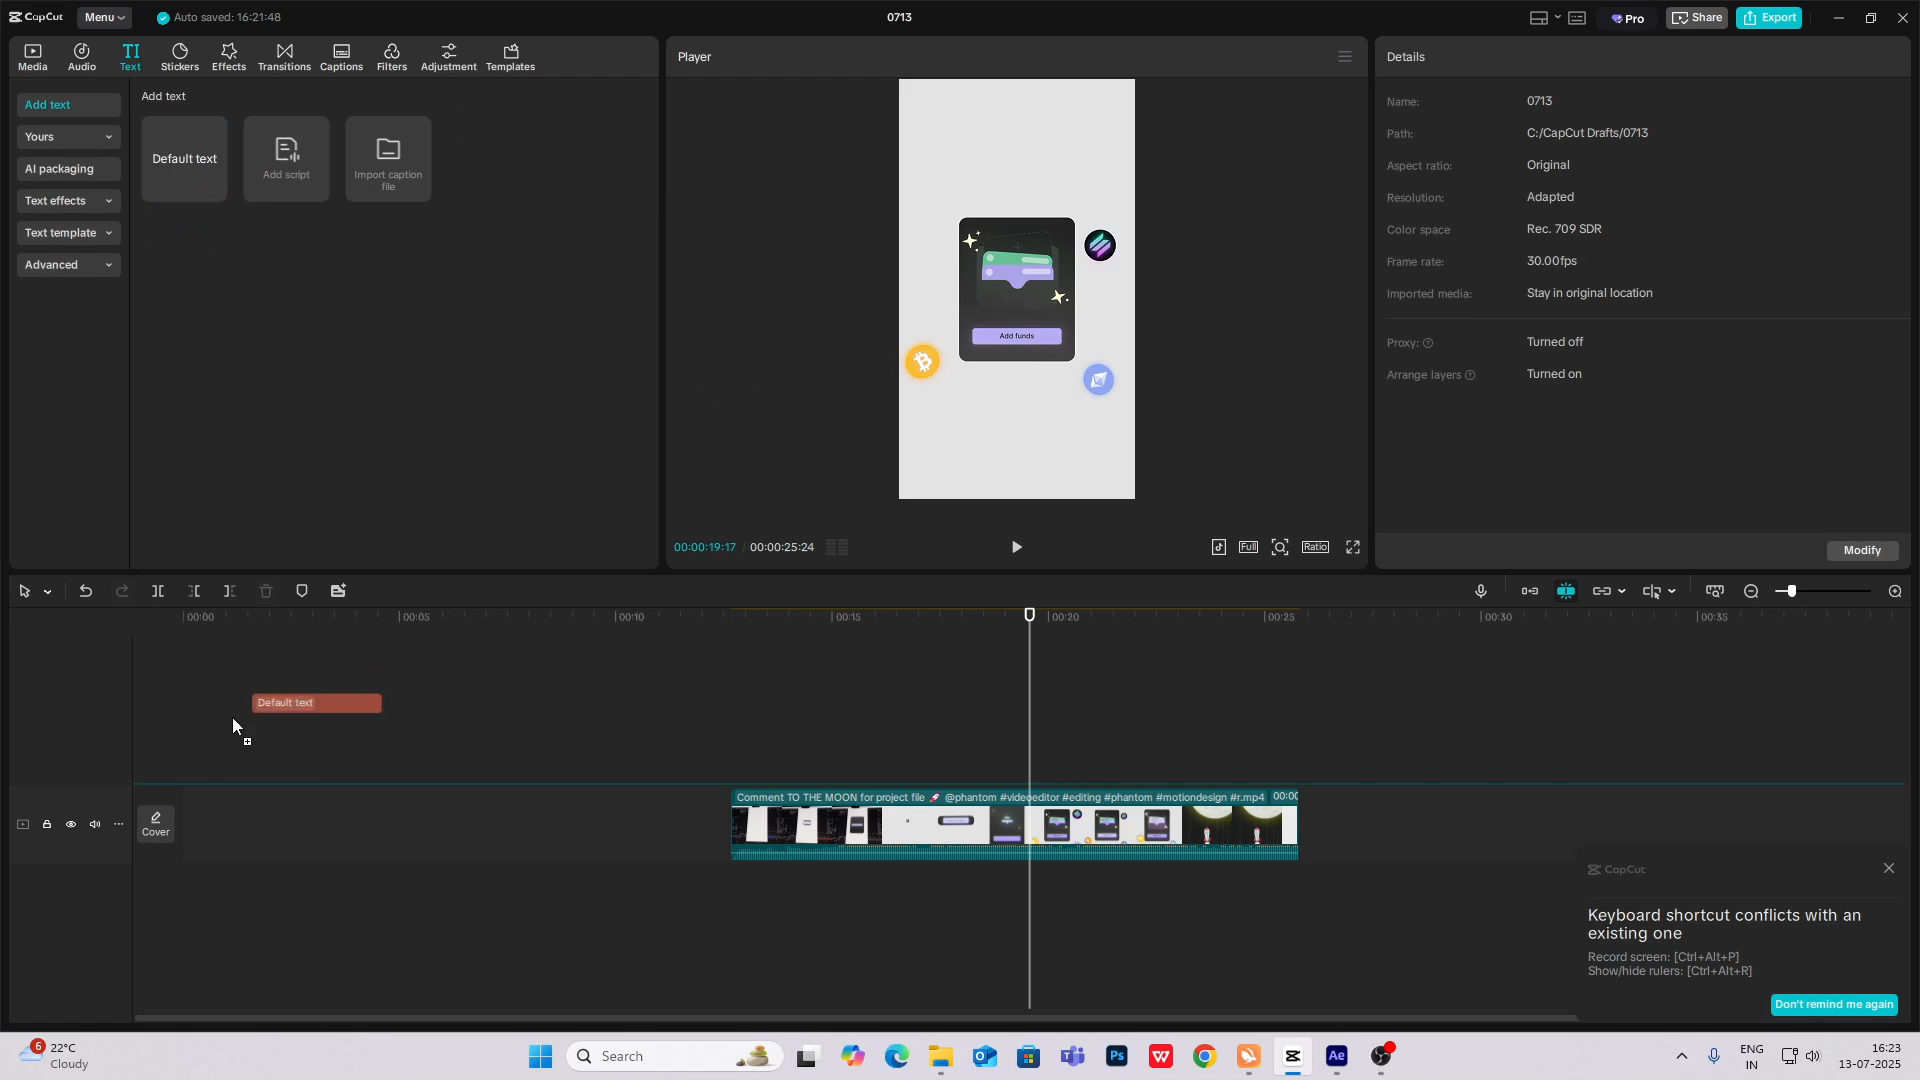 CapCut
Menu
Auto saved: 16:21:48
0713
Pro
Share
Export
Media
Audio
TI
Text
Stickers
Effects
Transitions
Captions
Filters
Adjustment
Templates
Add text
Yours
AI packaging
Text effects
Text template
Advanced
Add text
Default text
Add script
Import caption
file
Player
Add funds
00:00:19:17 / 00:00:25:24
Full
Ratio
Details
Name: 0713
Path: C:/CapCut Drafts/0713
Aspect ratio: Original
Resolution: Adapted
Color space Rec. 709 SDR
Frame rate: 30.00fps
Imported media: Stay in original location
Proxy: Turned off
Arrange layers Turned on
Modify
00:00 00:05 00:10 00:15 00:20 00:25 00:30 00:35
Default text
Cover
Comment TO THE MOON for project file 🚀 @phantom #videoeditor #editing #phantom #motiondesign #r.mp4 00:00
CapCut
Keyboard shortcut conflicts with an
existing one
Record screen: [Ctrl+Alt+P]
Show/hide rulers: [Ctrl+Alt+R]
Don't remind me again
6
22°C
Cloudy
Search
Ps
W
Ae
ENG
IN
16:23
13-07-2025